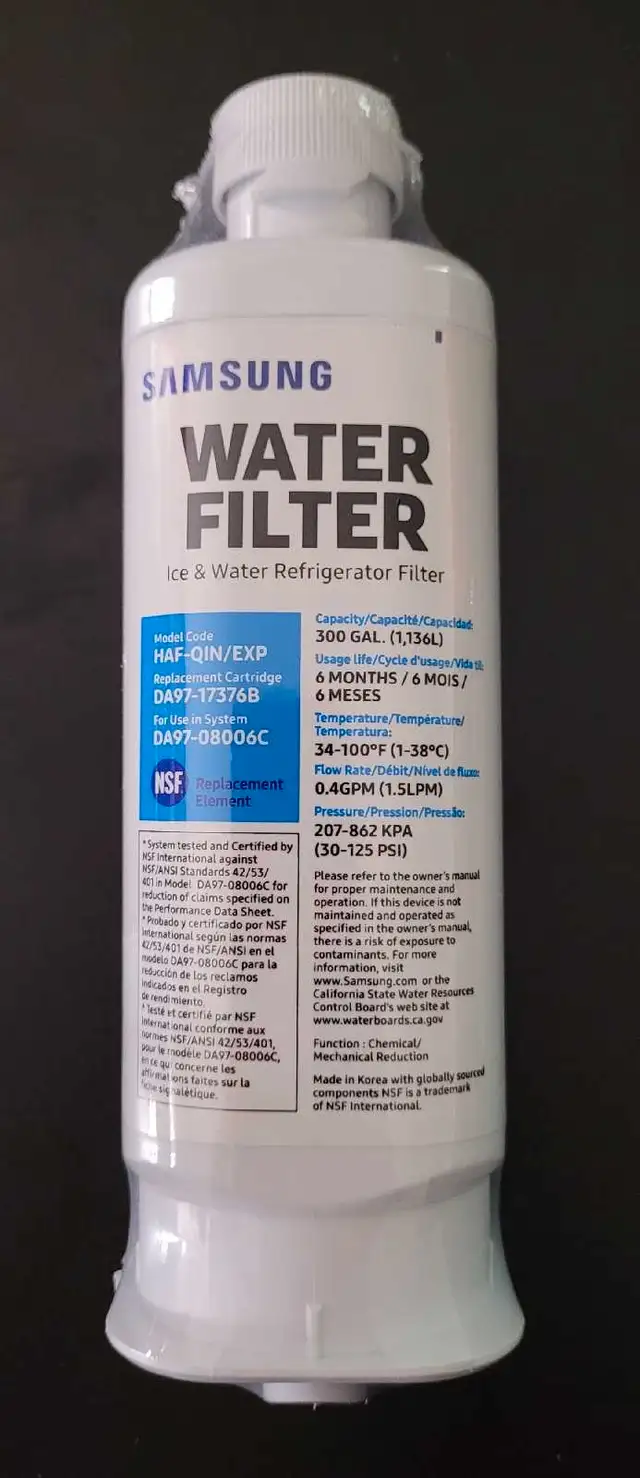 SAMSUNG
WATER
FILTER
Ice & Water Refrigerator Filter
Model Code
HAF-QIN/EXP
Replacement Cartridge
DA97-17376B
For Use in System
DA97-08006C
NSF
Replacement
Element
* System tested and Certified by
NSF International against
NSF/ANSI Standards 42/53/
401 in Model DA97-08006C for
reduction of claims specified on
the Performance Data Sheet.
* Probado y certificado por NSF
International según las normas
42/53/401 de NSF/ANSI en el
modelo DA97-08006C para la
reducción de los reclamos
indicados en el Registro
de rendimiento.
* Testé et certifié par NSF
International conforme aux
normes NSF/ANSI 42/53/401,
pour le modèle DA97-08006C,
en ce qui concerne les
affirmations faites sur la
fiche signalétique.
Capacity/Capacité/Capacidad:
300 GAL. (1,136L)
Usage life/Cycle d'usage/Vida útil:
6 MONTHS / 6 MOIS /
6 MESES
Temperature/Température/
Temperatura:
34-100°F (1-38°C)
Flow Rate/Débit/Nível de fluxo:
0.4GPM (1.5LPM)
Pressure/Pression/Pressão:
207-862 KPA
(30-125 PSI)
Please refer to the owner's manual
for proper maintenance and
operation. If this device is not
maintained and operated as
specified in the owner's manual,
there is a risk of exposure to
contaminants. For more
information, visit
www.Samsung.com or the
California State Water Resources
Control Board's web site at
www.waterboards.ca.gov
Function : Chemical/
Mechanical Reduction
Made in Korea with globally sourced
components NSF is a trademark
of NSF International.